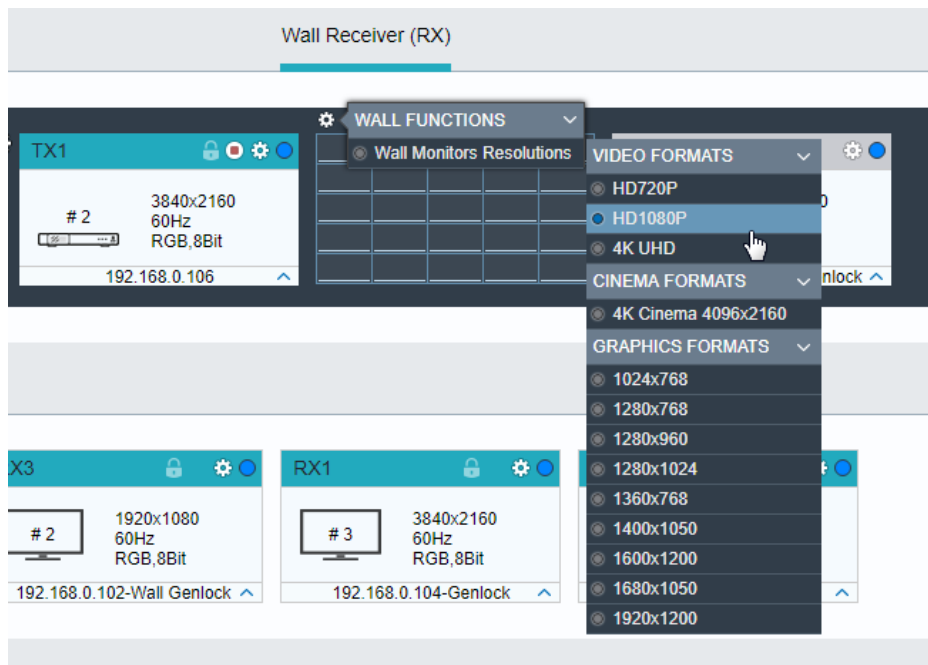 Wall Receiver (RX)
WALL FUNCTIONS
Wall Monitors Resolutions
TX1
# 2
3840x2160
60Hz
RGB,8Bit
192.168.0.106
VIDEO FORMATS
HD720P
HD1080P
4K UHD
CINEMA FORMATS
4K Cinema 4096x2160
GRAPHICS FORMATS
1024x768
1280x768
1280x960
1280x1024
1360x768
1400x1050
1600x1200
1680x1050
1920x1200
# 2
1920x1080
60Hz
RGB,8Bit
192.168.0.102-Wall Genlock
RX1
# 3
3840x2160
60Hz
RGB,8Bit
192.168.0.104-Genlock